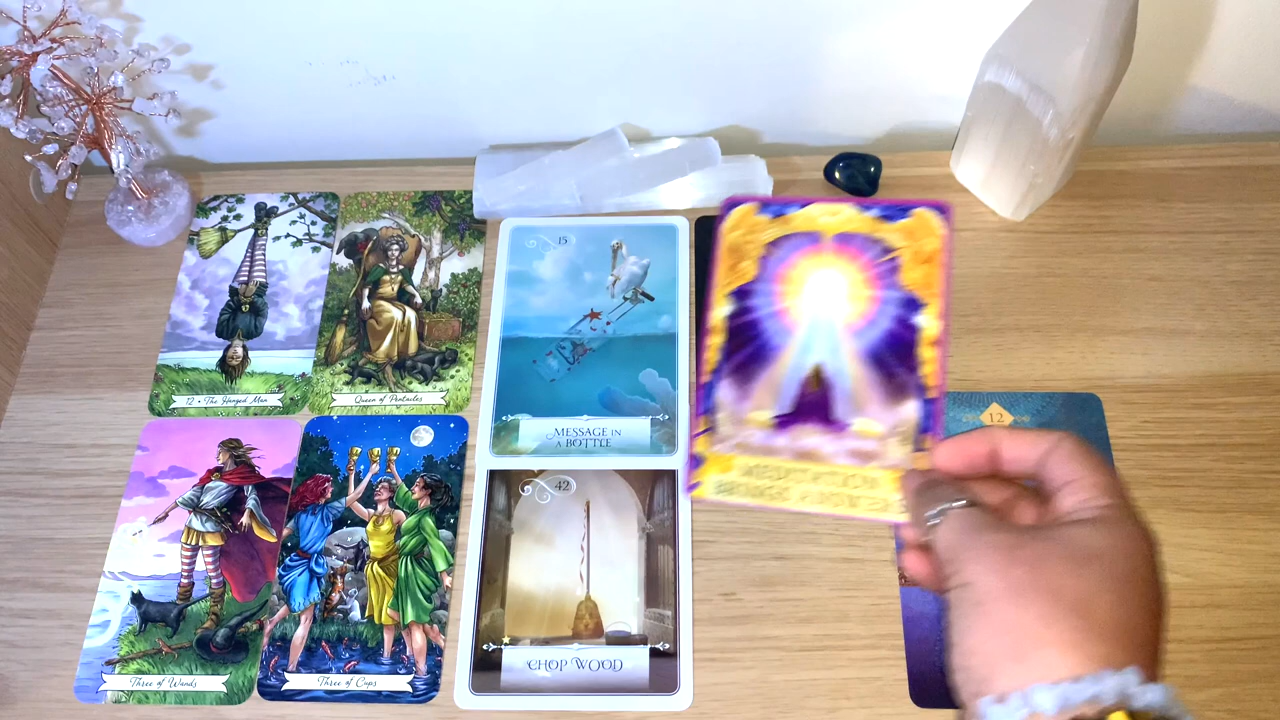 12 • The Hanged Man
Queen of Pentacles
Three of Wands
Three of Cups
15
MESSAGE IN
A BOTTLE
42
CHOP WOOD
MEDITATION
12